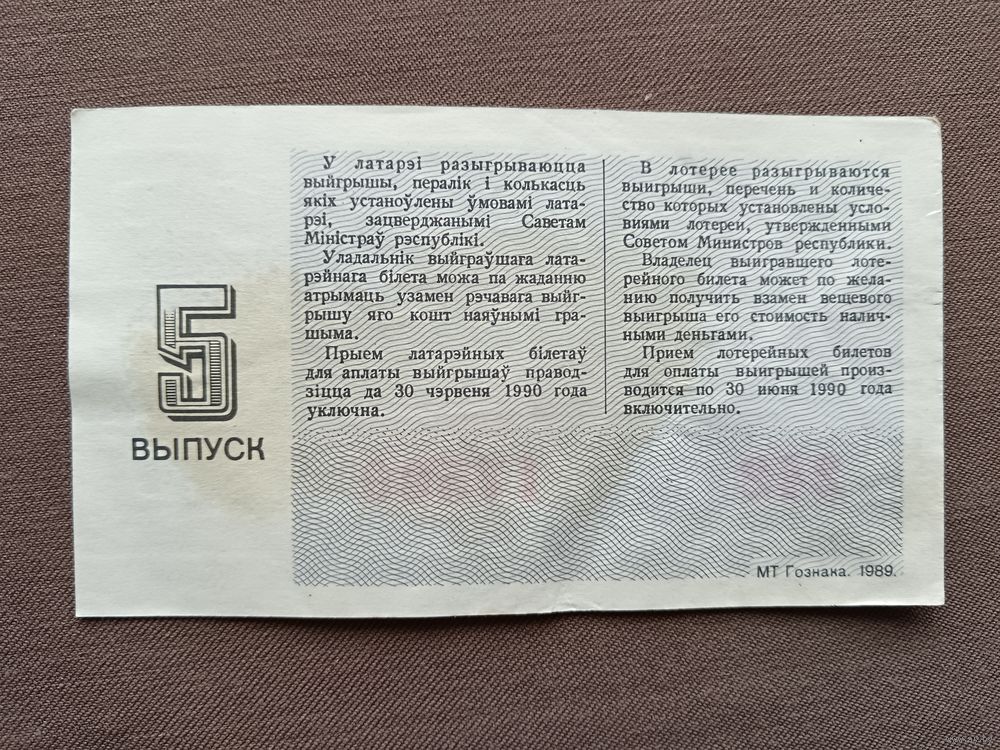 5
ВЫПУСК
У латарэі разыгрываюцца
выйгрышы, пералік і колькасць
якіх устаноўлены ўмовамі лата-
рэі, зацверджанымі Саветам
Міністраў рэспублікі.
Уладальнік выйграўшага лата-
рэйнага білета можа па жаданню
атрымаць узамен рэчавага выйг-
рышу яго кошт наяўнымі гра-
шыма.
Прыем латарэйных білетаў
для аплаты выйгрышаў праводзіцца
зіцца да 30 чэрвеня 1990 года
уключна.
В лотерее разыгрываются
выигрыши, перечень и количе-
ство которых установлены усло-
виями лотереи, утвержденными
Советом Министров республики.
Владелец выигравшего лоте-
рейного билета может по жела-
нию получить взамен вещевого
выигрыша его стоимость налич-
ными деньгами.
Прием лотерейных билетов
для оплаты выигрышей произ-
водится по 30 июня 1990 года
включительно.
МТ Гознака. 1989.